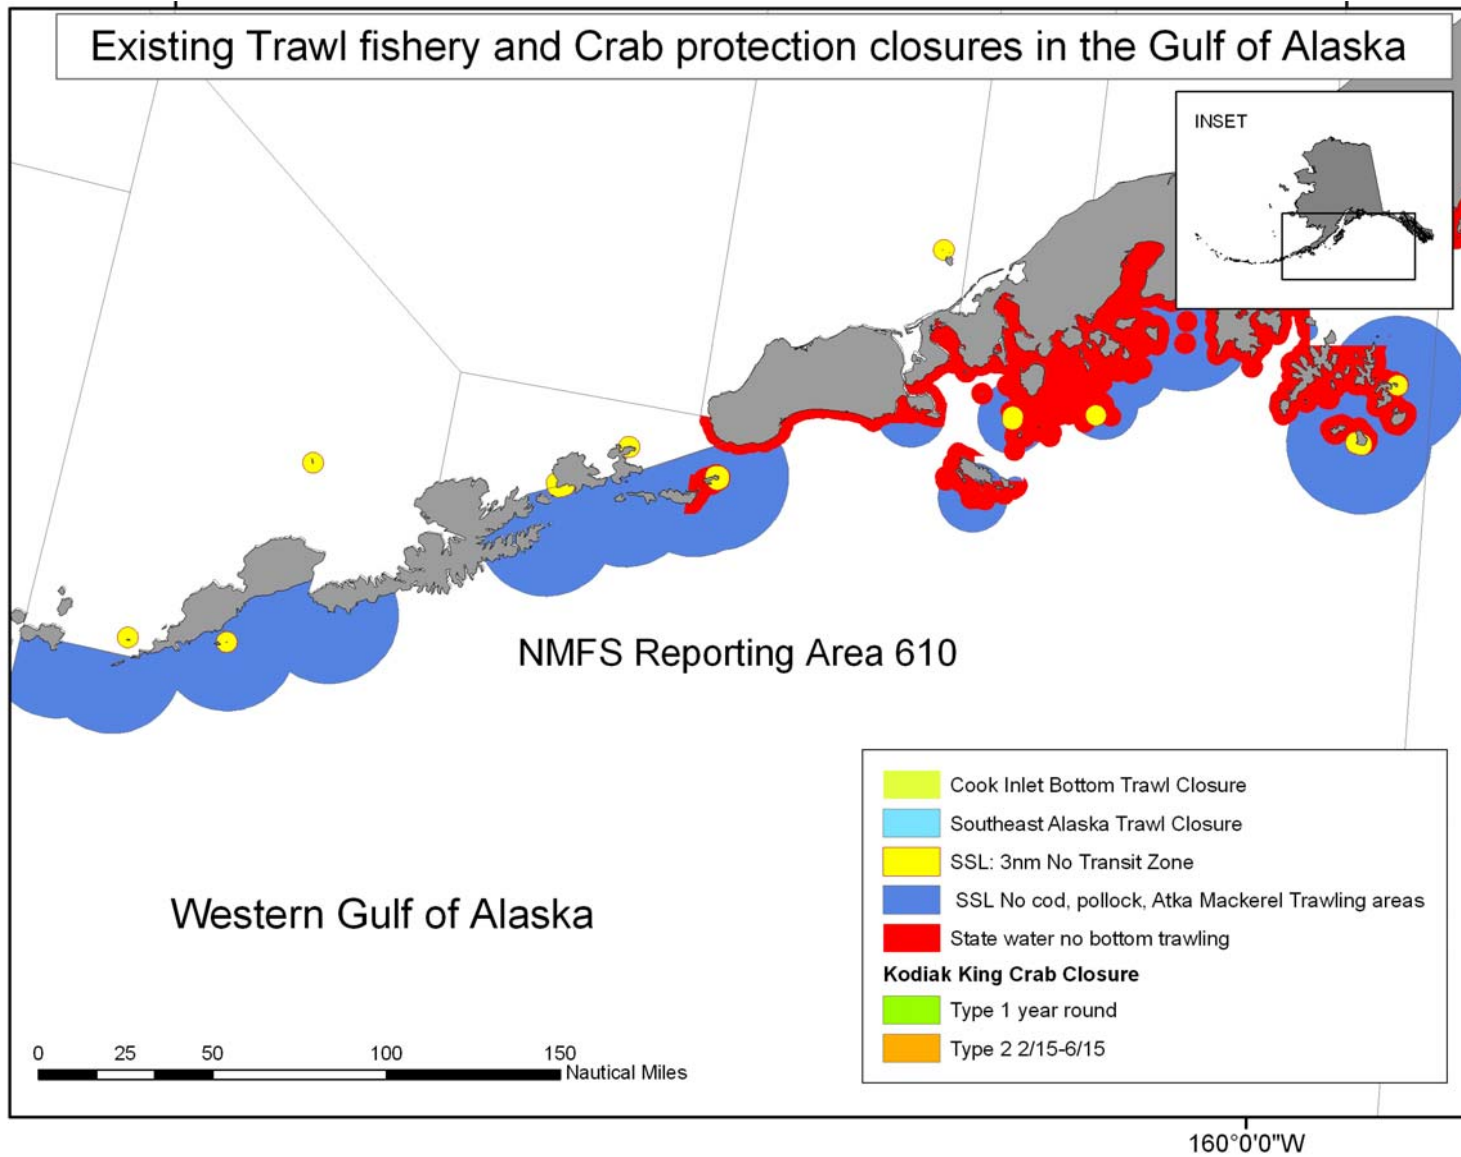 Existing Trawl fishery and Crab protection closures in the Gulf of Alaska
INSET
NMFS Reporting Area 610
Western Gulf of Alaska
Cook Inlet Bottom Trawl Closure
Southeast Alaska Trawl Closure
SSL: 3nm No Transit Zone
SSL No cod, pollock, Atka Mackerel Trawling areas
State water no bottom trawling
Kodiak King Crab Closure
Type 1 year round
Type 2 2/15-6/15
0 25 50 100 150
Nautical Miles
160°0'0"W